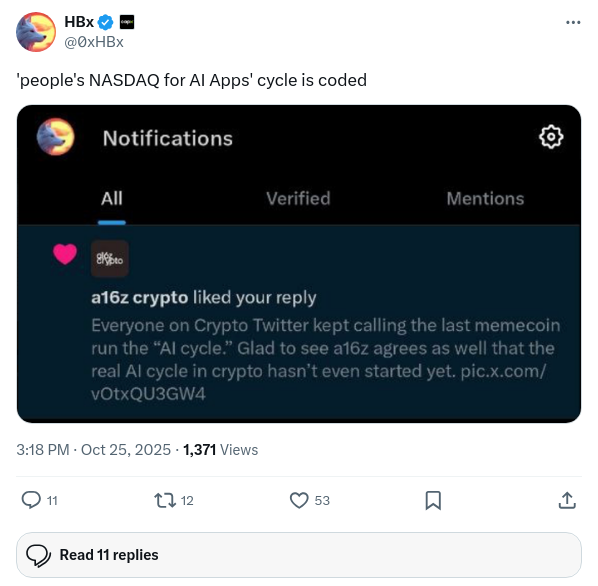 HBx
@0xHBx
'people's NASDAQ for AI Apps' cycle is coded
Notifications
All
Verified
Mentions
a16z crypto liked your reply
Everyone on Crypto Twitter kept calling the last memecoin
run the “AI cycle.” Glad to see a16z agrees as well that the
real AI cycle in crypto hasn’t even started yet. pic.x.com/
vOtxQU3GW4
3:18 PM · Oct 25, 2025 · 1,371 Views
11
12
53
Read 11 replies